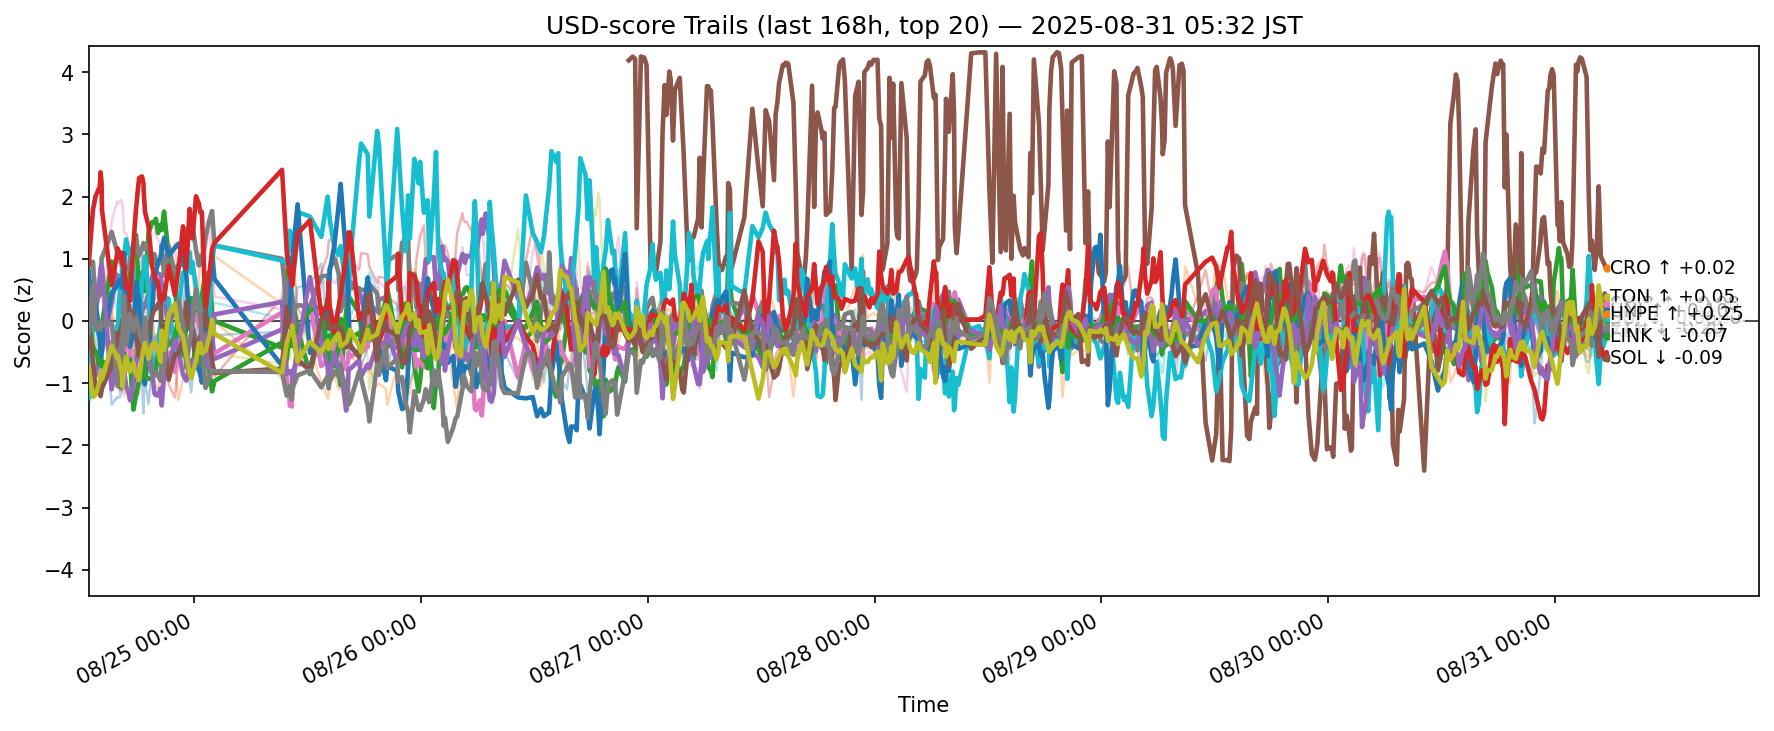 USD-score Trails (last 168h, top 20) — 2025-08-31 05:32 JST
Score (z)
4
3
2
1
0
−1
−2
−3
−4
CRO ↑ +0.02
TON ↑ +0.05
HYPE ↑ +0.25
LINK ↓ -0.07
SOL ↓ -0.09
08/25 00:00
08/26 00:00
08/27 00:00
08/28 00:00
08/29 00:00
08/30 00:00
08/31 00:00
Time